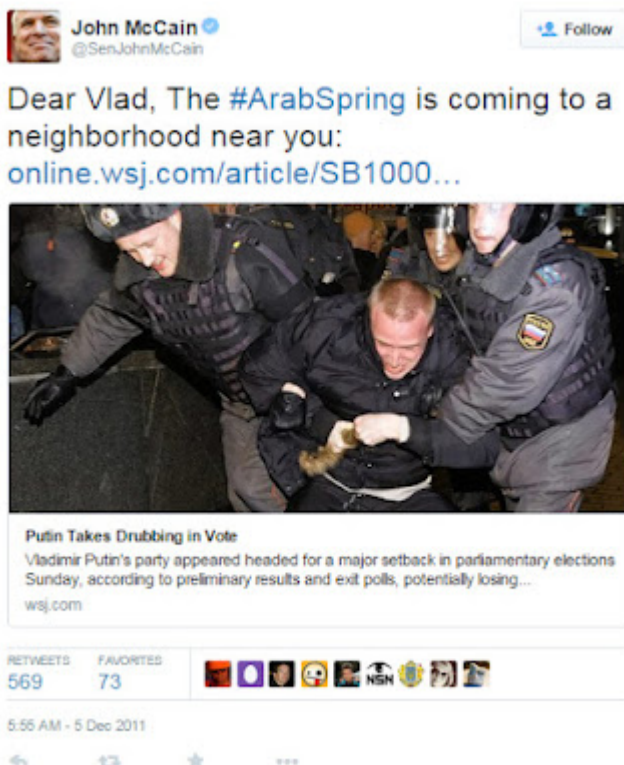 John McCain
@SenJohnMcCain
Follow
Dear Vlad, The #ArabSpring is coming to a
neighborhood near you:
online.wsj.com/article/SB1000...
Putin Takes Drubbing in Vote
Vladimir Putin's party appeared headed for a major setback in parliamentary elections
Sunday, according to preliminary results and exit polls, potentially losing...
wsj.com
RETWEETS FAVORITES
569 73
NSN
5:55 AM - 5 Dec 2011